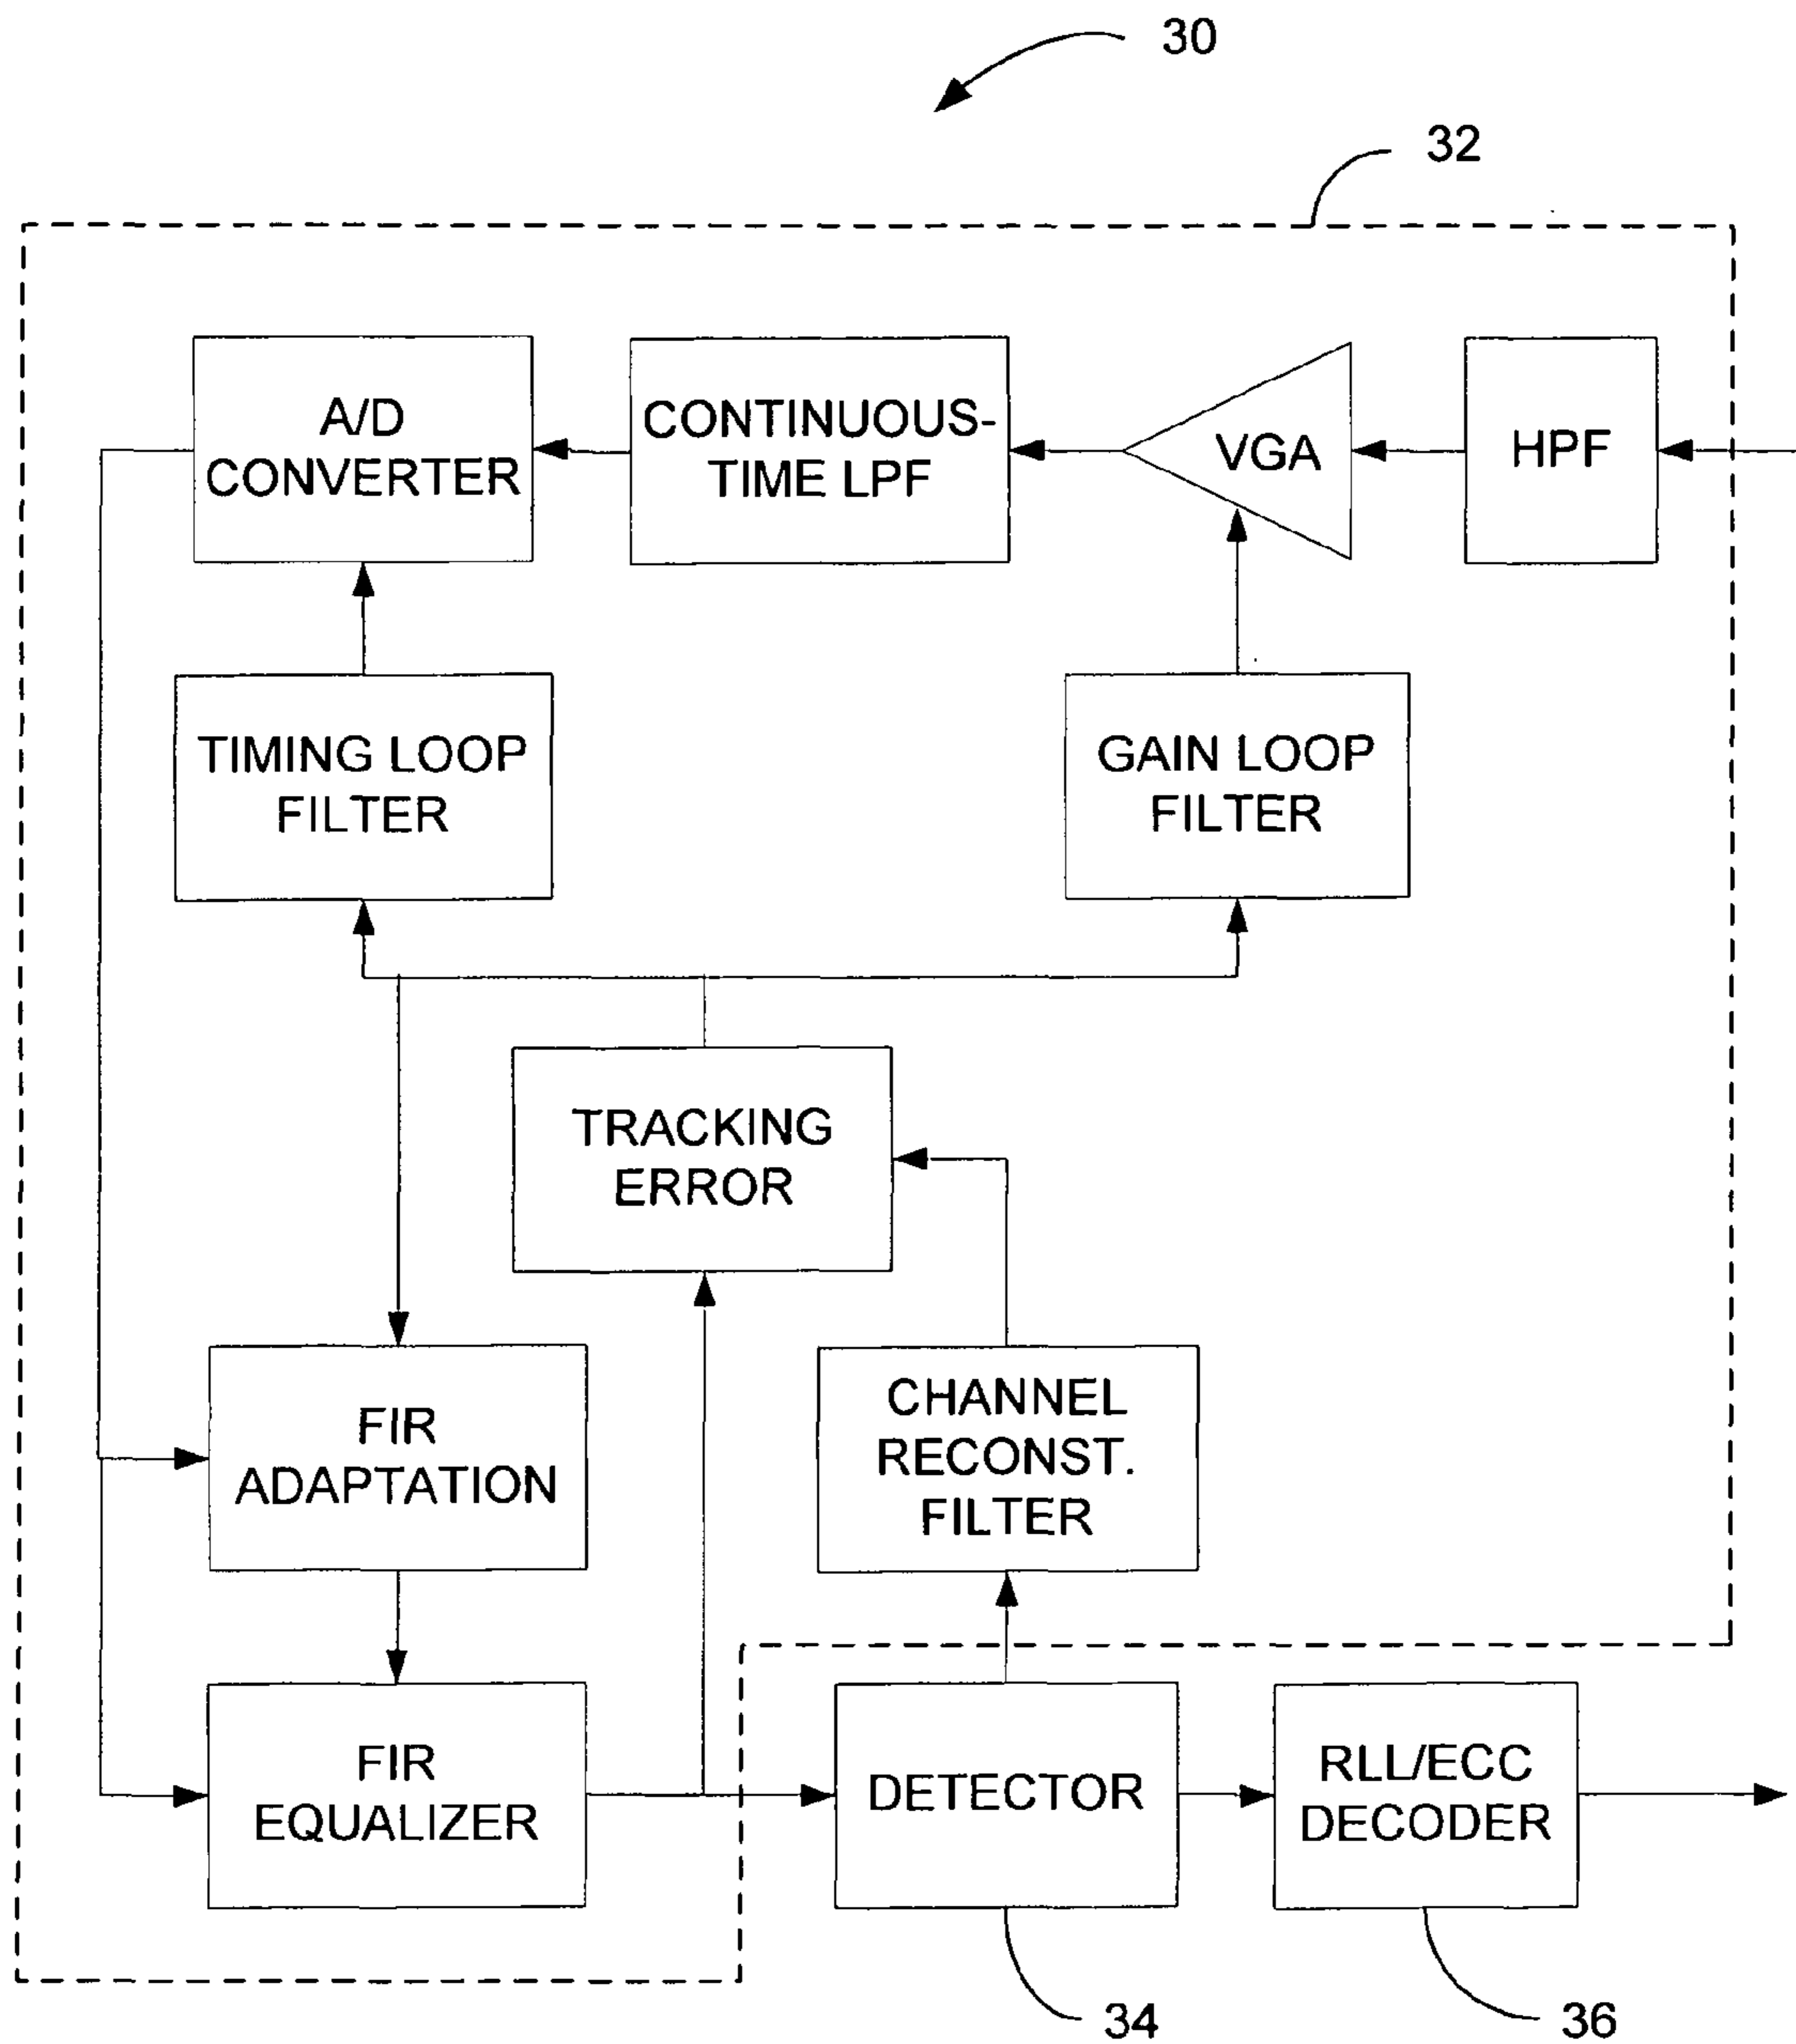 30
32
A/D
CONVERTER
CONTINUOUS-
TIME LPF
VGA
HPF
TIMING LOOP
FILTER
GAIN LOOP
FILTER
TRACKING
ERROR
FIR
ADAPTATION
CHANNEL
RECONST.
FILTER
FIR
EQUALIZER
DETECTOR
RLL/ECC
DECODER
34
36